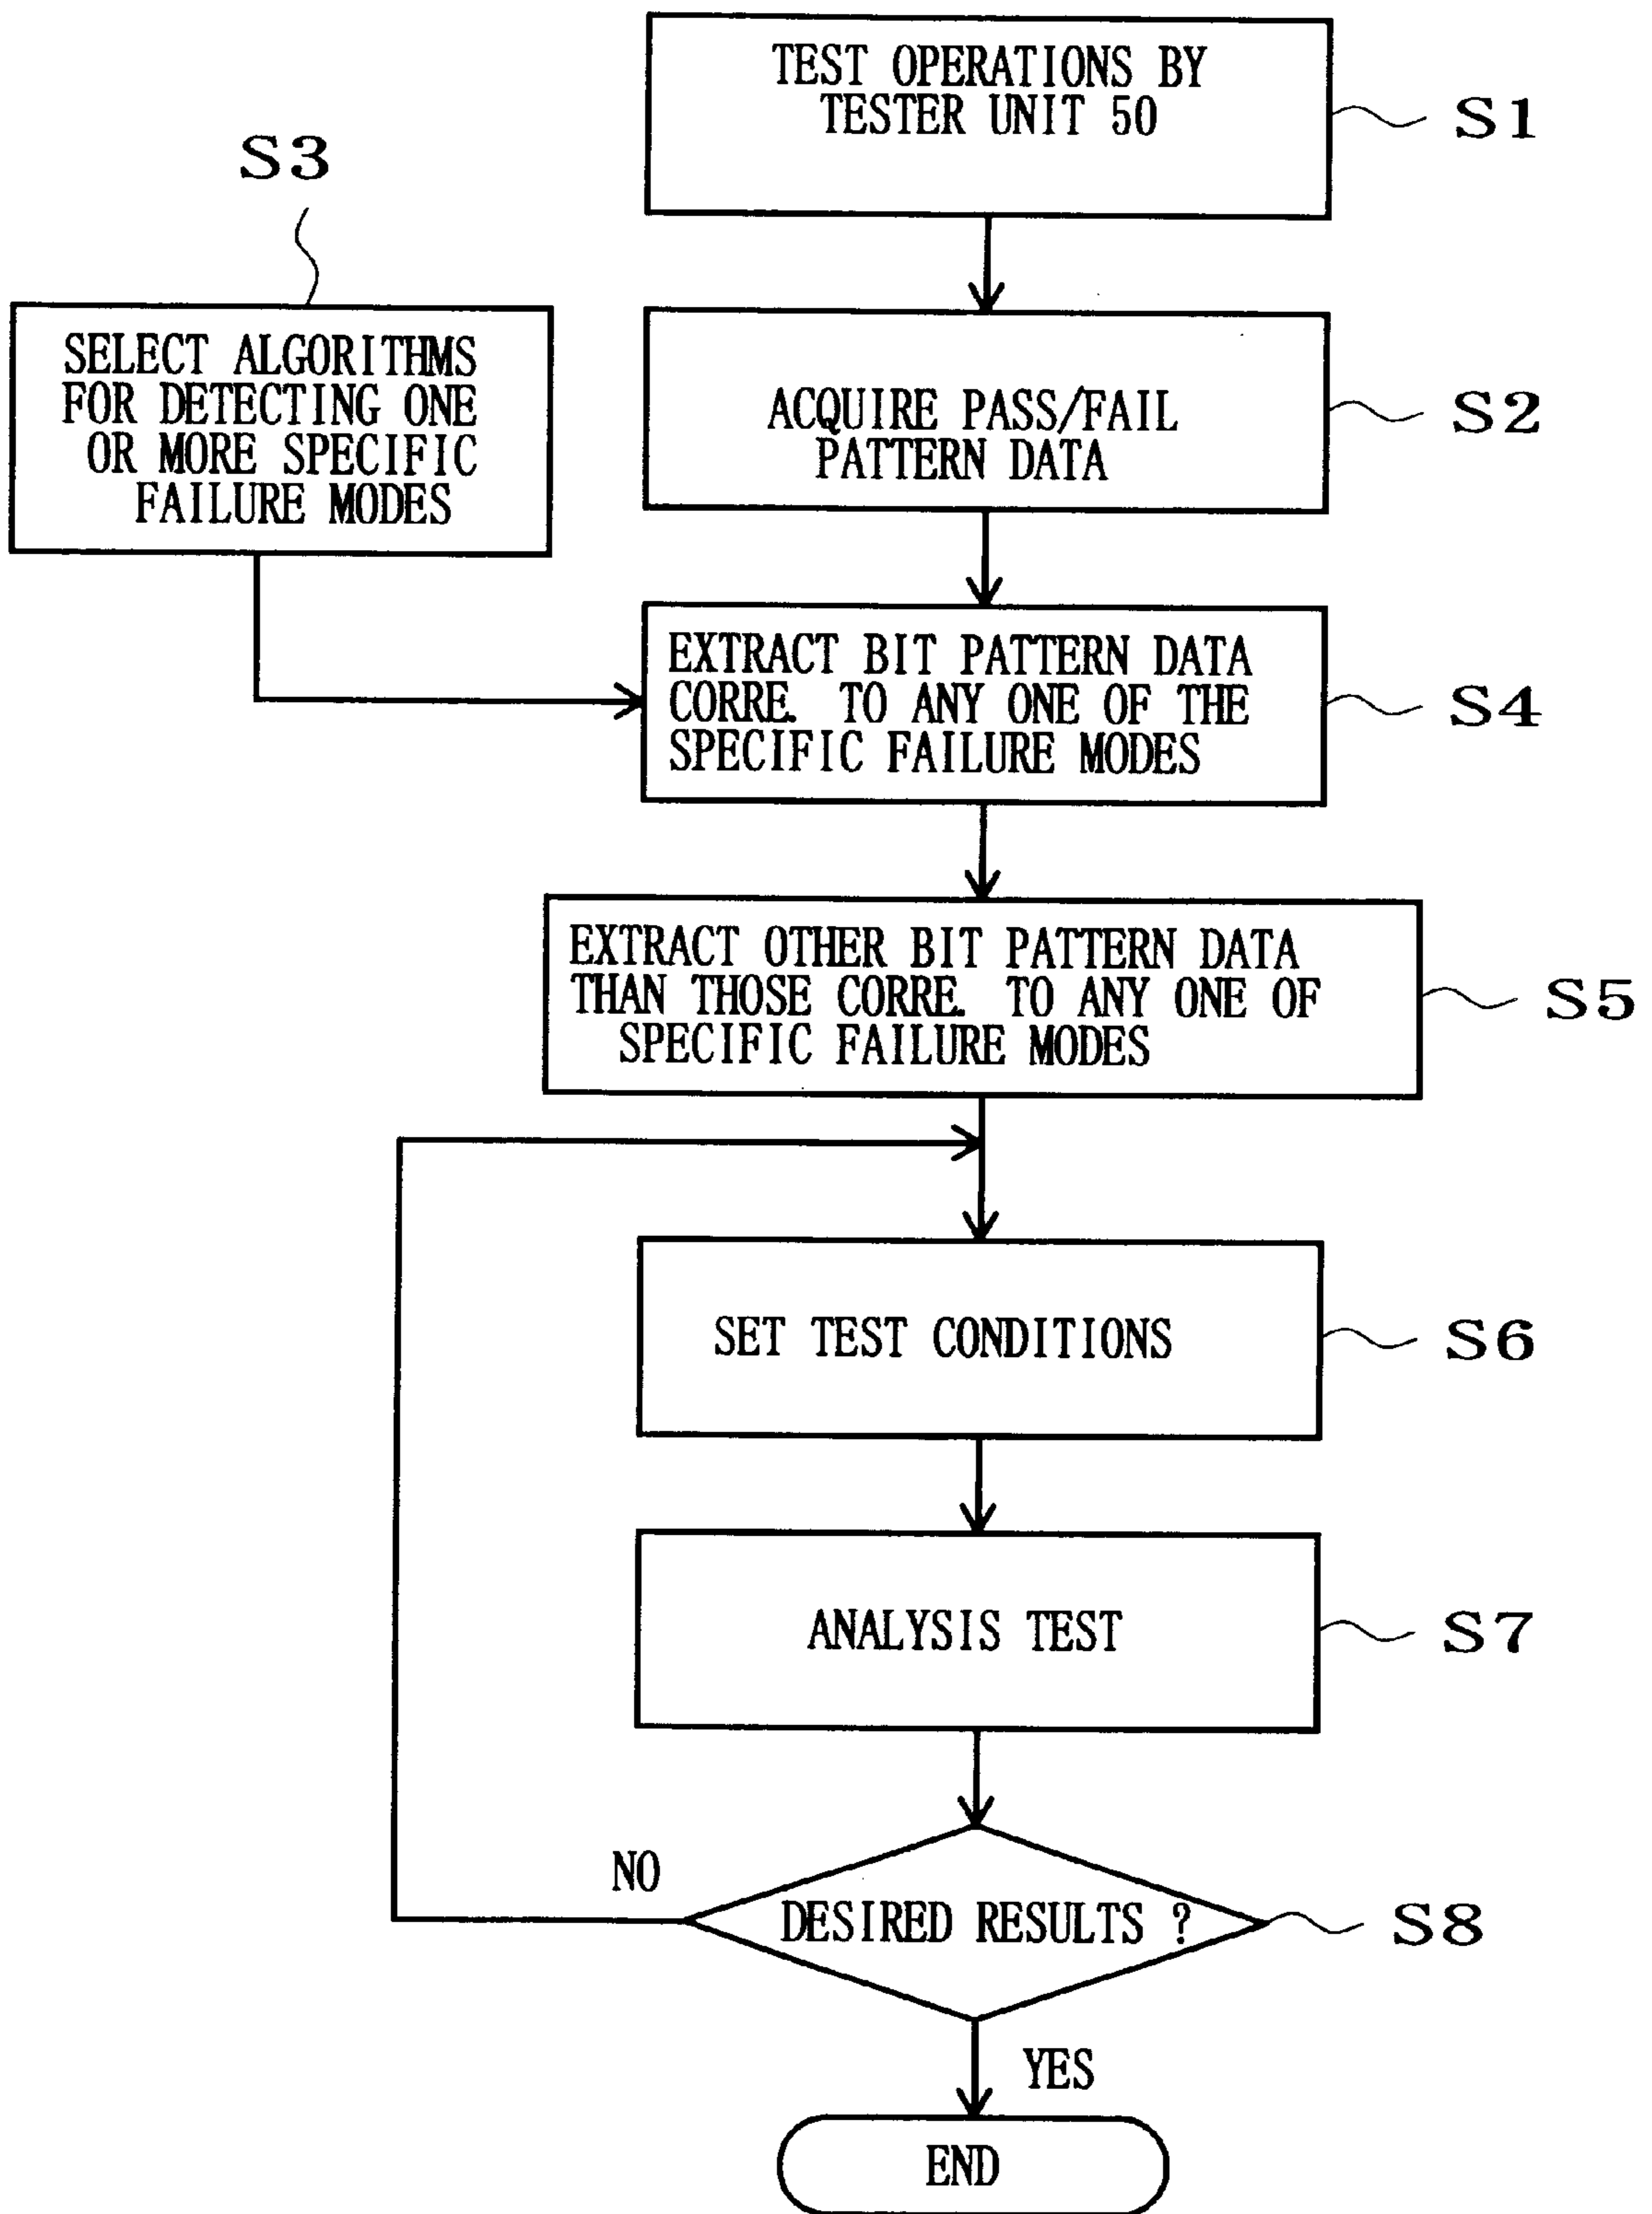 TEST OPERATIONS BY
TESTER UNIT 50
S1
S3
SELECT ALGORITHMS
FOR DETECTING ONE
OR MORE SPECIFIC
FAILURE MODES
ACQUIRE PASS/FAIL
PATTERN DATA
S2
EXTRACT BIT PATTERN DATA
CORRE. TO ANY ONE OF THE
SPECIFIC FAILURE MODES
S4
EXTRACT OTHER BIT PATTERN DATA
THAN THOSE CORRE. TO ANY ONE OF
SPECIFIC FAILURE MODES
S5
SET TEST CONDITIONS
S6
ANALYSIS TEST
S7
NO
DESIRED RESULTS ?
S8
YES
END